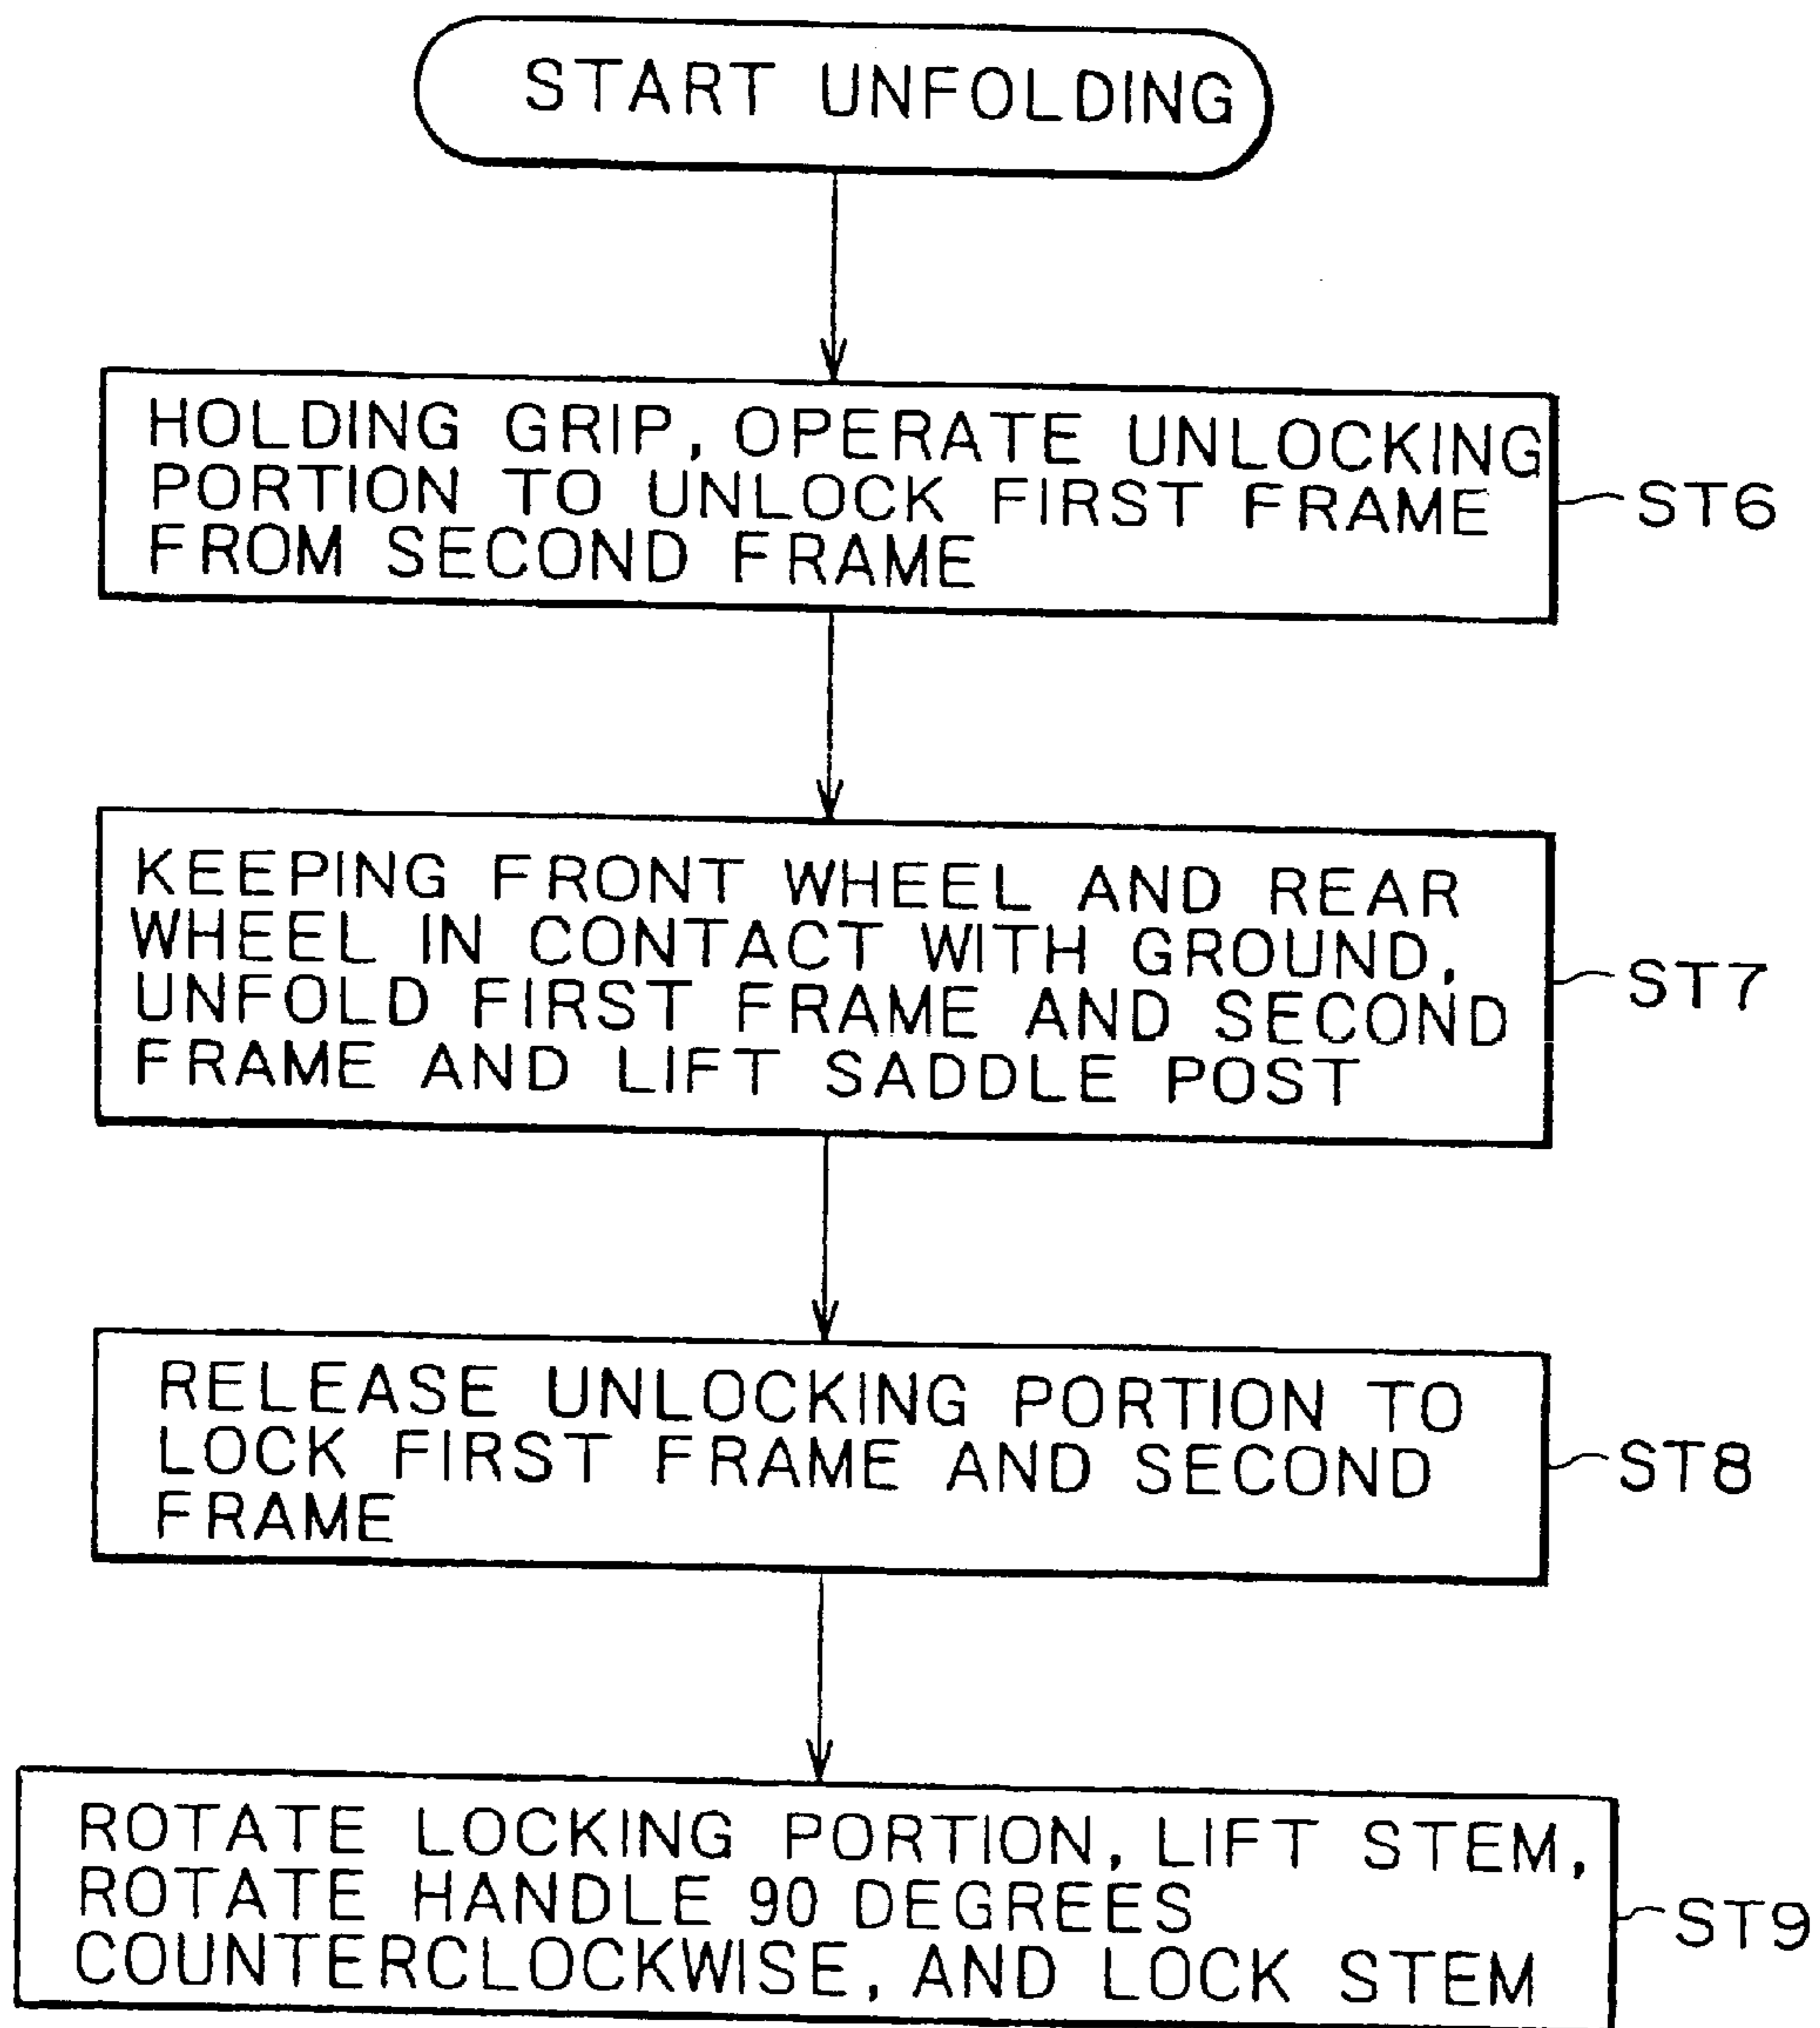 START UNFOLDING
HOLDING GRIP, OPERATE UNLOCKING
PORTION TO UNLOCK FIRST FRAME
FROM SECOND FRAME
ST6
KEEPING FRONT WHEEL AND REAR
WHEEL IN CONTACT WITH GROUND,
UNFOLD FIRST FRAME AND SECOND
FRAME AND LIFT SADDLE POST
ST7
RELEASE UNLOCKING PORTION TO
LOCK FIRST FRAME AND SECOND
FRAME
ST8
ROTATE LOCKING PORTION, LIFT STEM,
ROTATE HANDLE 90 DEGREES
COUNTERCLOCKWISE, AND LOCK STEM
ST9